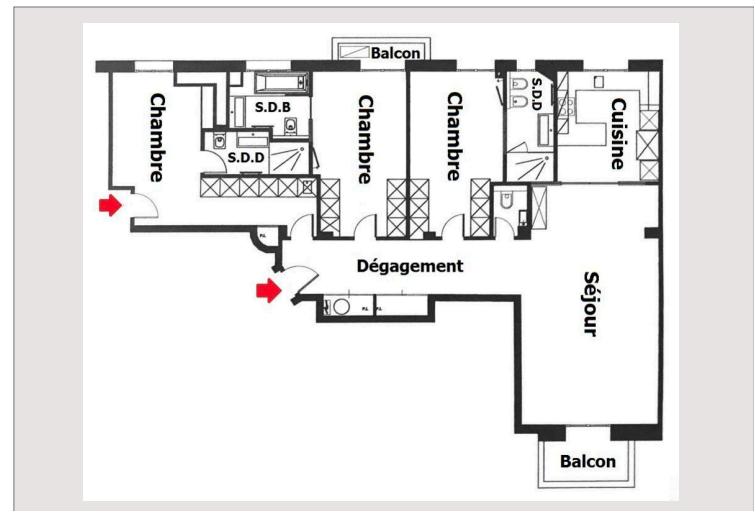 Balcon
Chambre
S.D.B
S.D.D
Chambre
Chambre
S.D.D
Cuisine
Dégagement
Séjour
Balcon